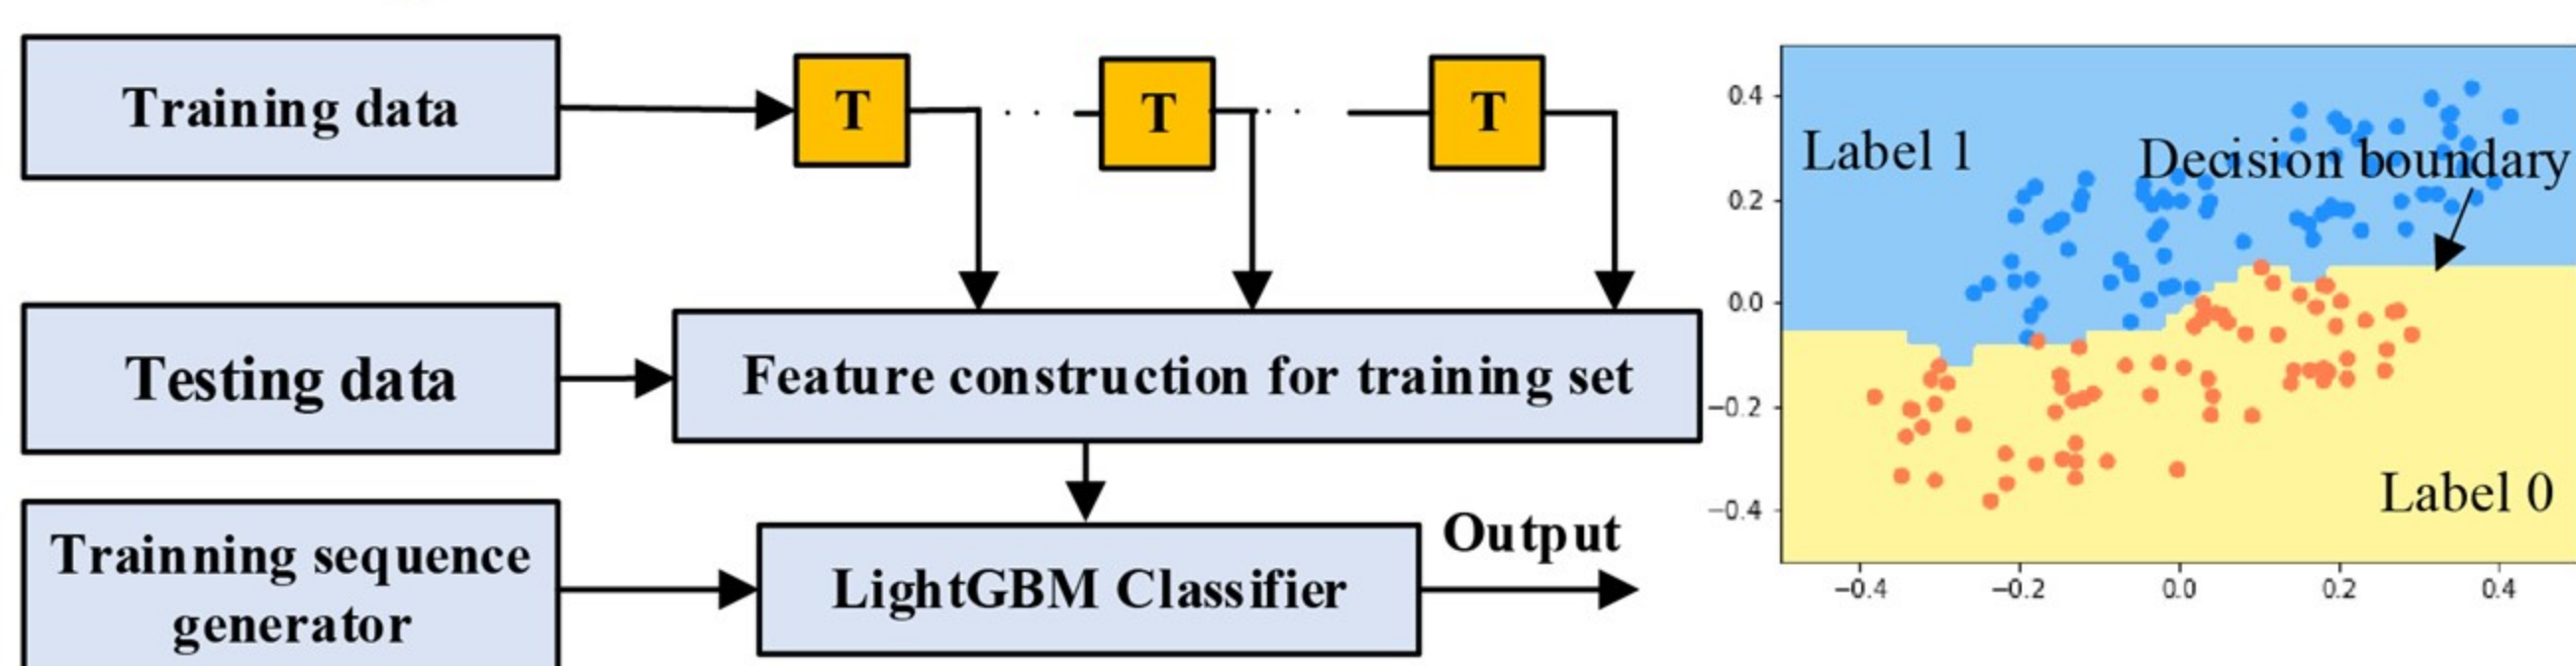 Training data
T
T
T
Testing data
Feature construction for training set
Trainning sequence
generator
LightGBM Classifier
Output
Label 1
Decision boundary
Label 0
0.4
0.2
0.0
−0.2
−0.4
−0.4
−0.2
0.0
0.2
0.4